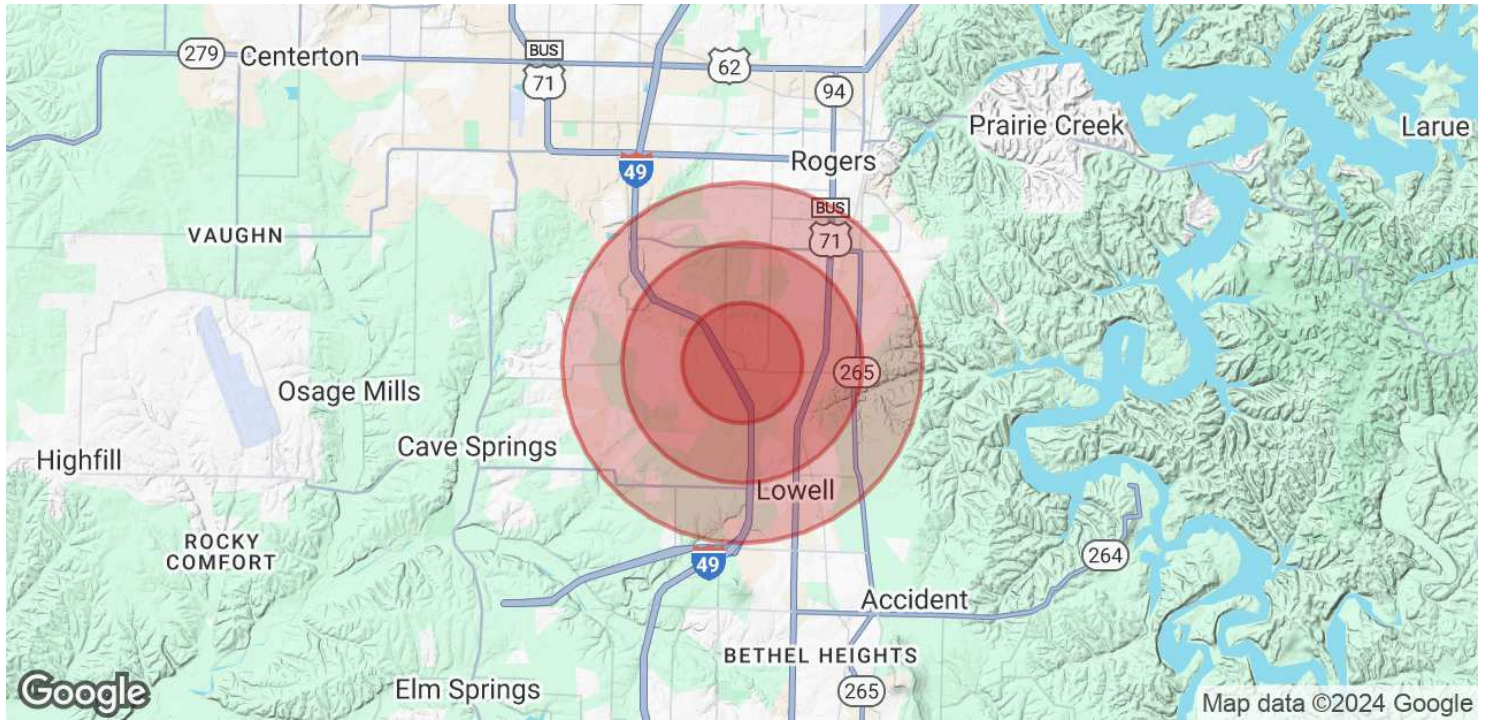 279
Centerton
BUS
71
62
94
Prairie Creek
Larue
Rogers
49
BUS
71
VAUGHN
265
Osage Mills
Cave Springs
Highfill
Lowell
ROCKY
COMFORT
264
49
Accident
BETHEL HEIGHTS
Elm Springs
265
Google
Map data ©2024 Google